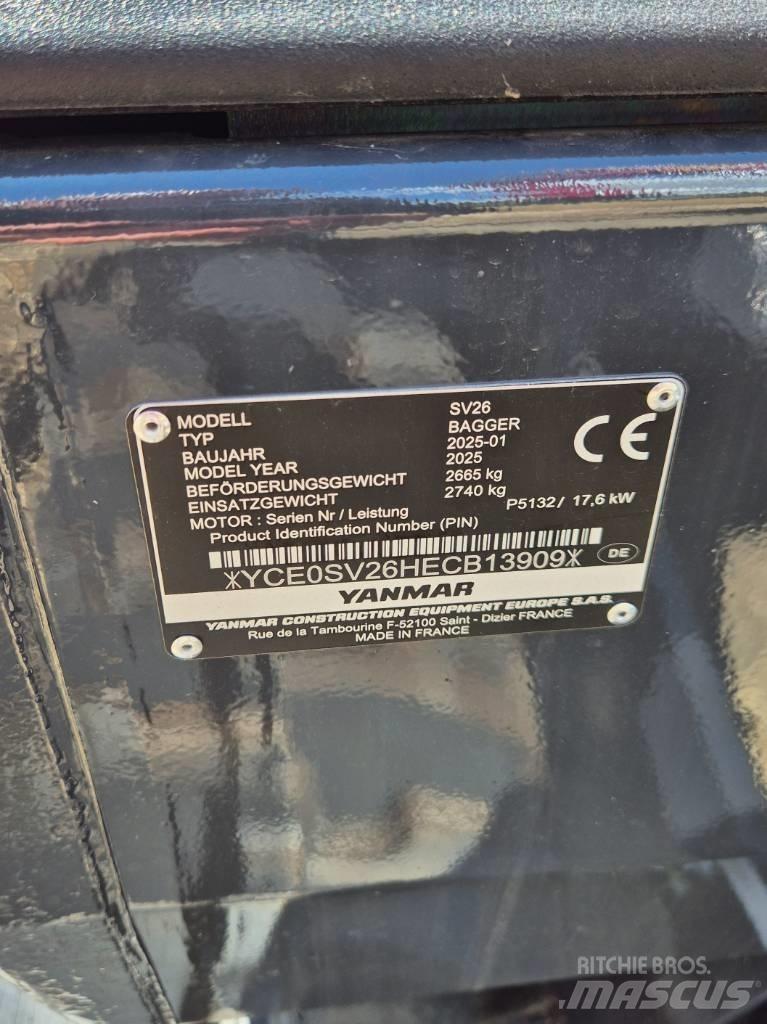 MODELL SV26
TYP BAGGER
BAUJAHR 2025-01
MODEL YEAR 2025
BEFÖRDERUNGSGEWICHT 2665 kg
EINSATZGEWICHT 2740 kg
MOTOR : Serien Nr / Leistung P5132 / 17,6 kW
Product Identification Number (PIN)
CE
*YCE0SV26HECB13909*
DE
YANMAR
YANMAR CONSTRUCTION EQUIPMENT EUROPE S.A.S.
Rue de la Tambourine F-52100 Saint - Dizier FRANCE
MADE IN FRANCE
RITCHIE BROS.
MASCUS